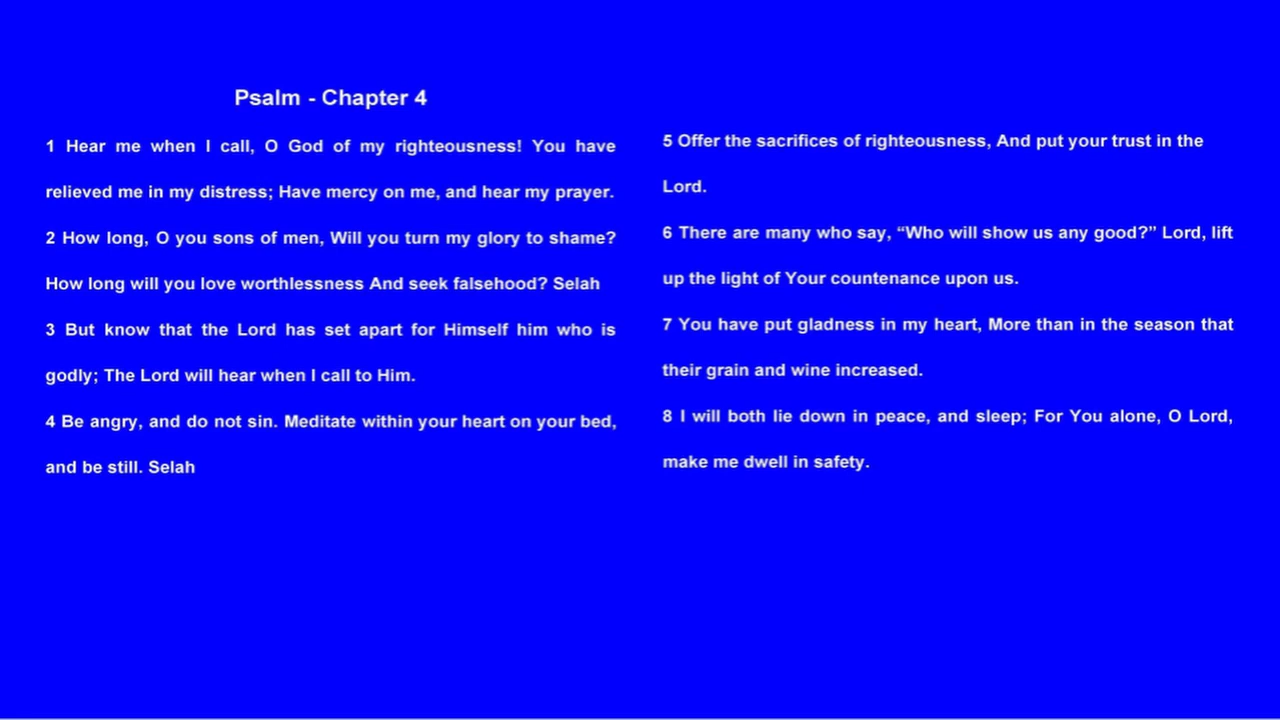 Psalm - Chapter 4
1 Hear me when I call, O God of my righteousness! You have
relieved me in my distress; Have mercy on me, and hear my prayer.
2 How long, O you sons of men, Will you turn my glory to shame?
How long will you love worthlessness And seek falsehood? Selah
3 But know that the Lord has set apart for Himself him who is
godly; The Lord will hear when I call to Him.
4 Be angry, and do not sin. Meditate within your heart on your bed,
and be still. Selah
5 Offer the sacrifices of righteousness, And put your trust in the
Lord.
6 There are many who say, “Who will show us any good?” Lord, lift
up the light of Your countenance upon us.
7 You have put gladness in my heart, More than in the season that
their grain and wine increased.
8 I will both lie down in peace, and sleep; For You alone, O Lord,
make me dwell in safety.